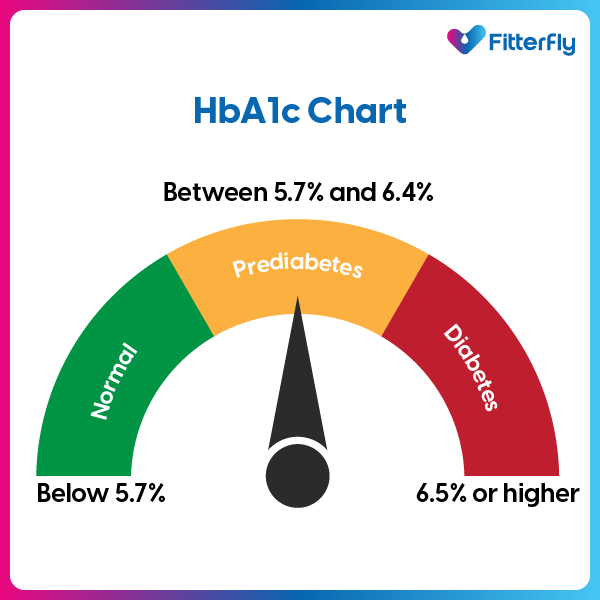 Fitterfly
HbA1c Chart
Between 5.7% and 6.4%
Prediabetes
Normal
Diabetes
Below 5.7%
6.5% or higher